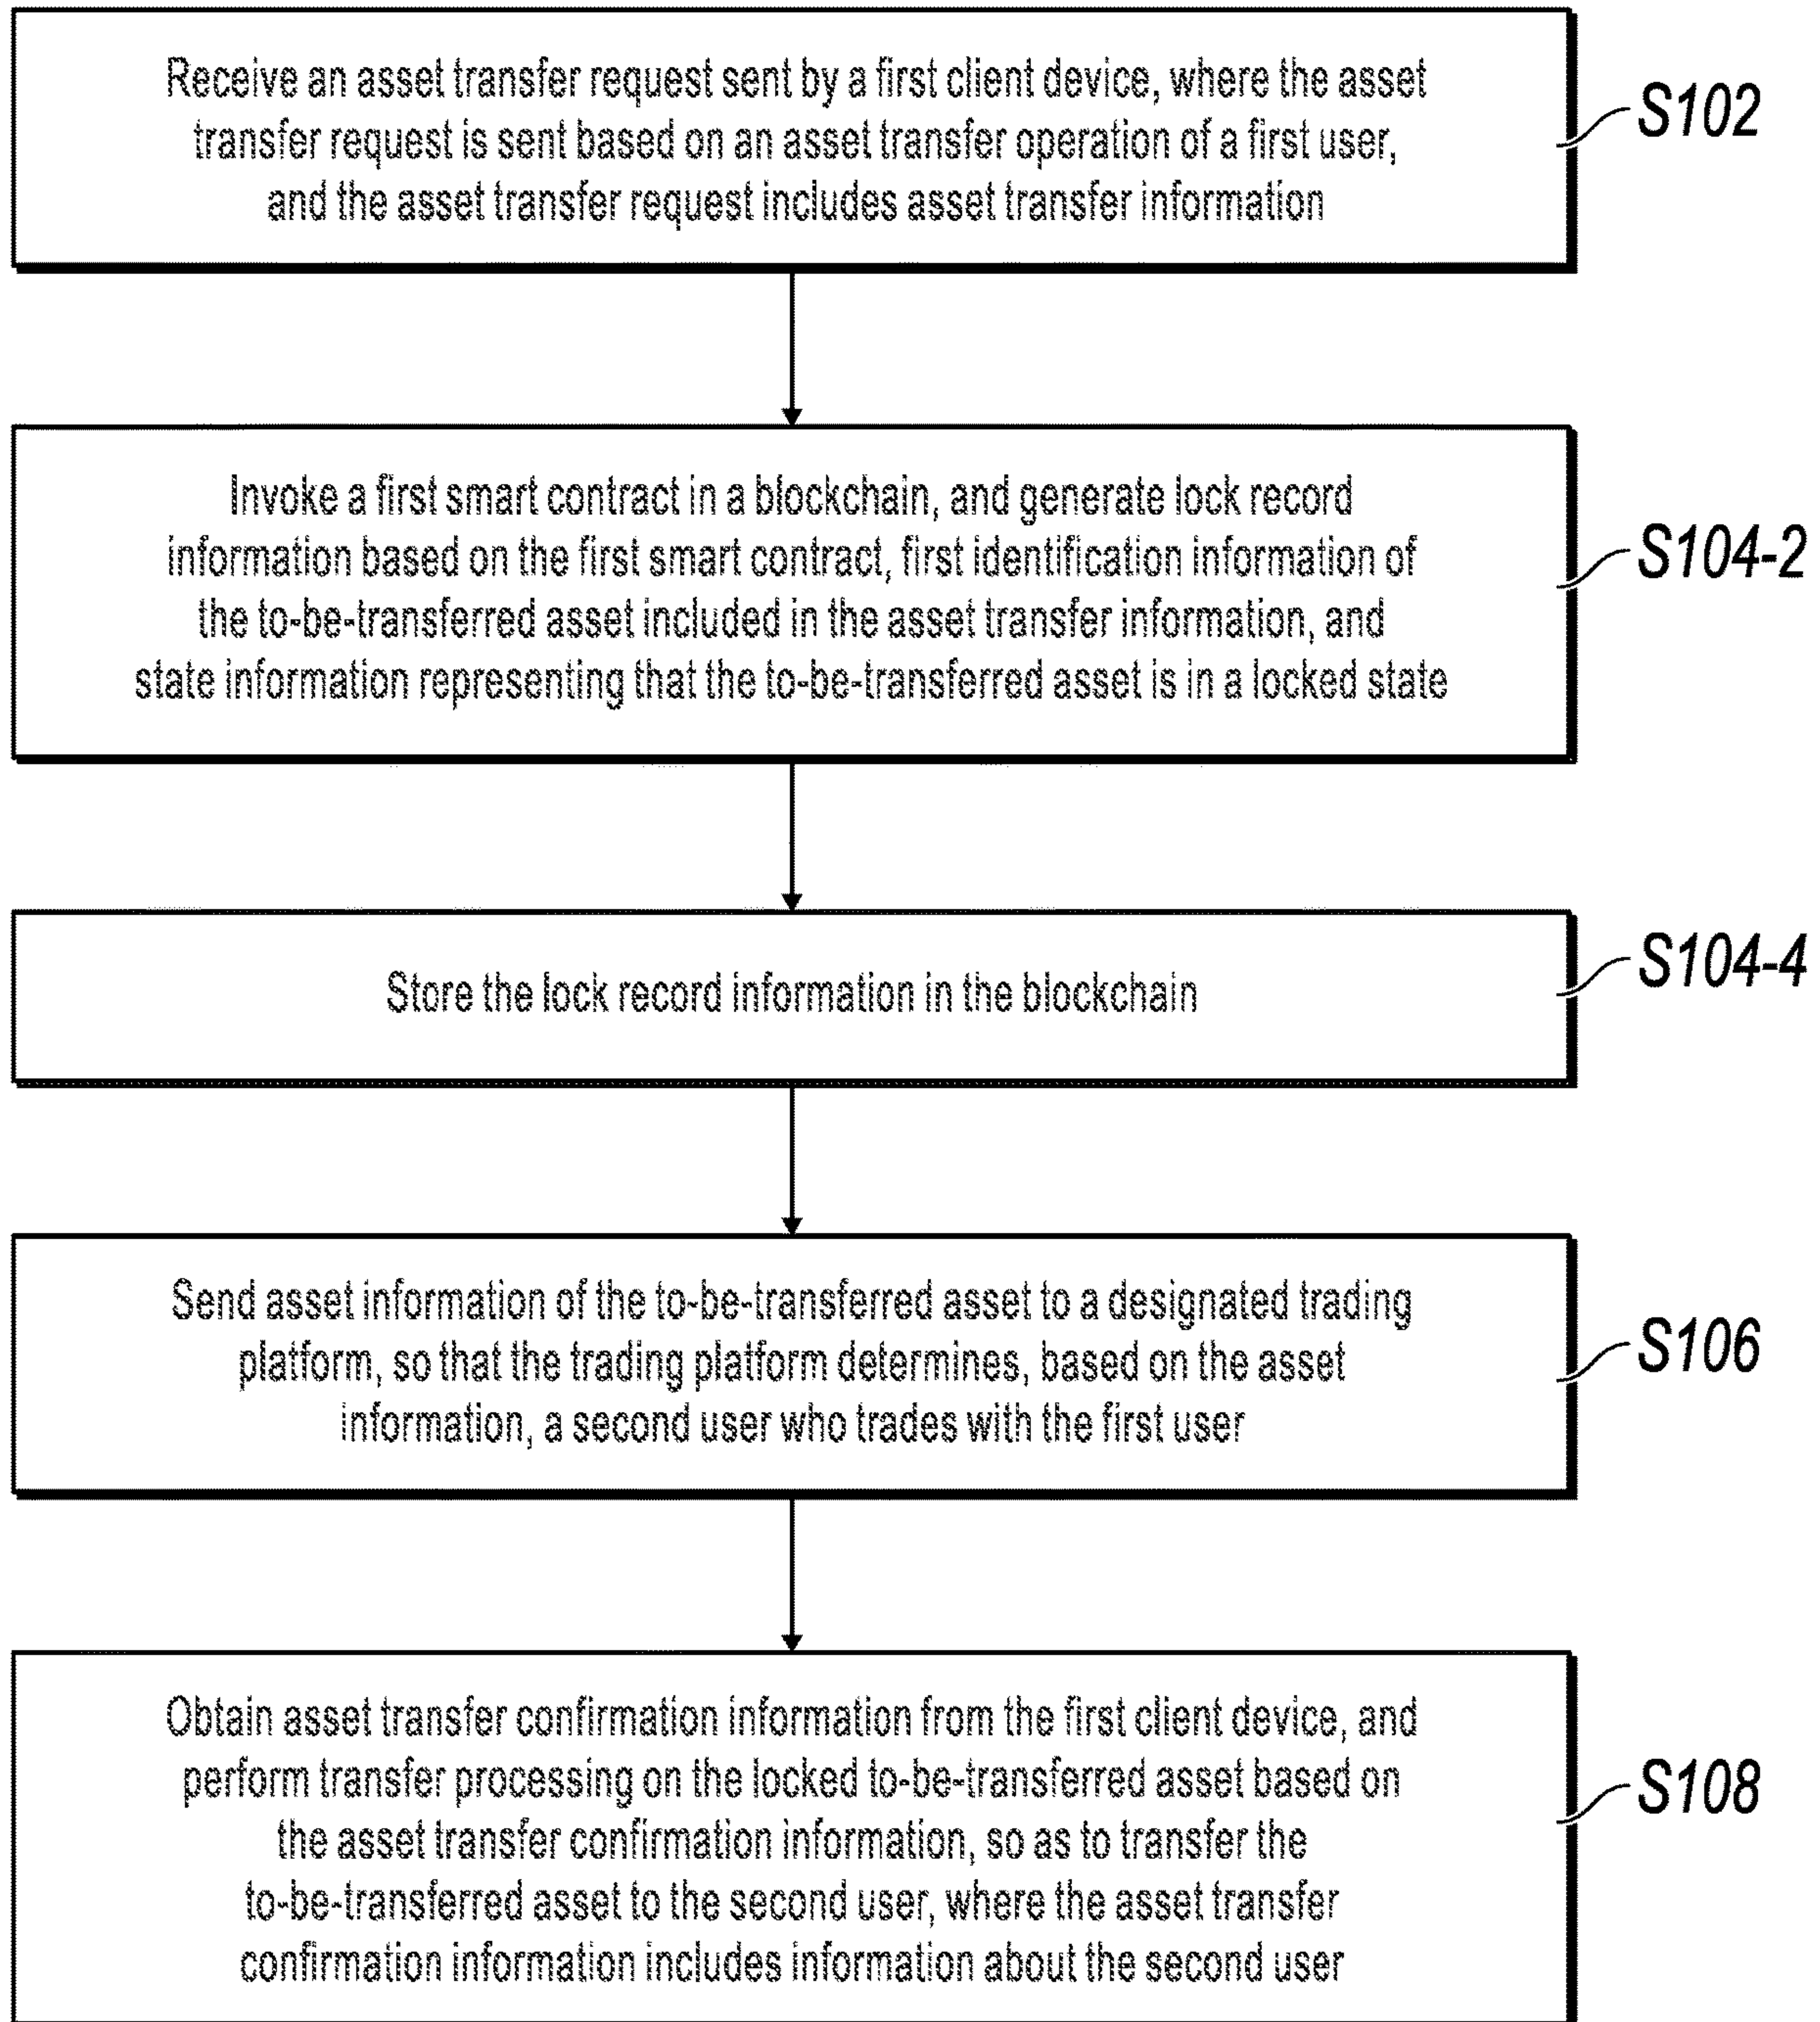 Receive an asset transfer request sent by a first client device, where the asset
transfer request is sent based on an asset transfer operation of a first user,
and the asset transfer request includes asset transfer information
S102
Invoke a first smart contract in a blockchain, and generate lock record
information based on the first smart contract, first identification information of
the to-be-transferred asset included in the asset transfer information, and
state information representing that the to-be-transferred asset is in a locked state
S104-2
Store the lock record information in the blockchain
S104-4
Send asset information of the to-be-transferred asset to a designated trading
platform, so that the trading platform determines, based on the asset
information, a second user who trades with the first user
S106
Obtain asset transfer confirmation information from the first client device, and
perform transfer processing on the locked to-be-transferred asset based on
the asset transfer confirmation information, so as to transfer the
to-be-transferred asset to the second user, where the asset transfer
confirmation information includes information about the second user
S108